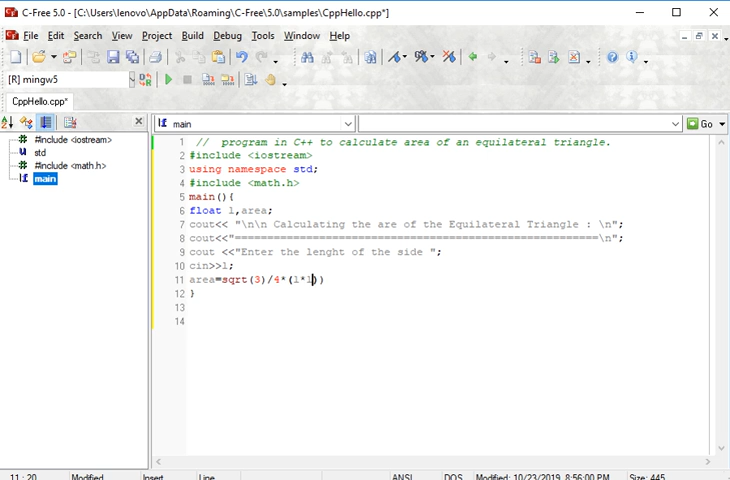 C-Free 5.0 - [C:\Users\lenovo\AppData\Roaming\C-Free\5.0\samples\CppHello.cpp*]
File Edit Search View Project Build Debug Tools Window Help
[R] mingw5
CppHello.cpp*
main
Go
#include <iostream>
std
#include <math.h>
main
1 // program in C++ to calculate area of an equilateral triangle.
2 #include <iostream>
3 using namespace std;
4 #include <math.h>
5 main(){
6 float l,area;
7 cout<< "\n\n Calculating the are of the Equilateral Triangle : \n";
8 cout<<"========================================================\n";
9 cout <<"Enter the lenght of the side ";
10 cin>>l;
11 area=sqrt(3)/4*(l*l))
12 }
13
14
11 : 20 Modified Insert Line ANSI DOS Modified: 10/23/2019 8:56:00 PM Size: 445